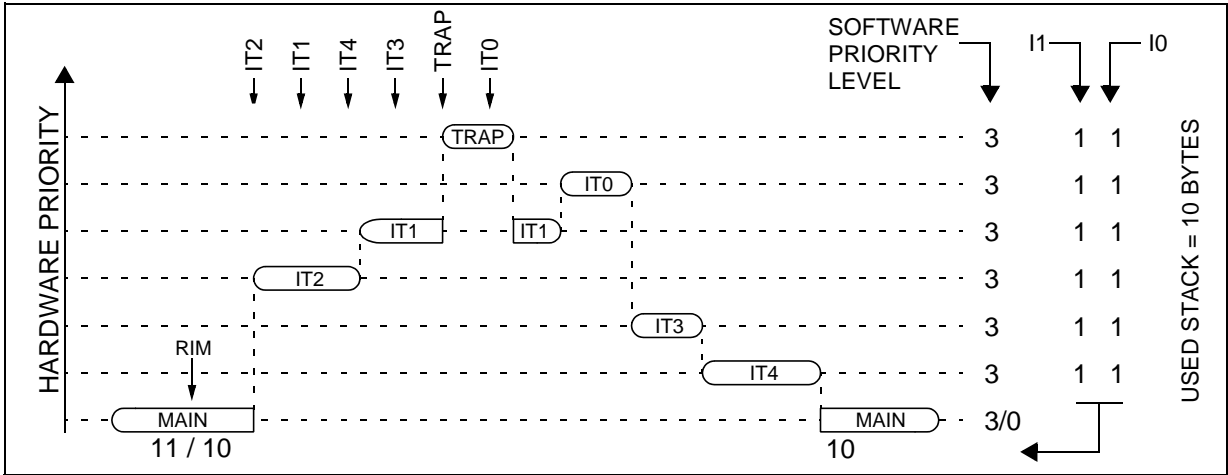 IT2 IT1 IT4 IT3 TRAP IT0
SOFTWARE
PRIORITY
LEVEL
I1 I0
HARDWARE PRIORITY
TRAP 3 1 1
IT0 3 1 1
IT1 IT1 3 1 1
IT2 3 1 1
IT3 3 1 1
RIM
IT4 3 1 1
MAIN MAIN 3/0
11 / 10 10
USED STACK = 10 BYTES